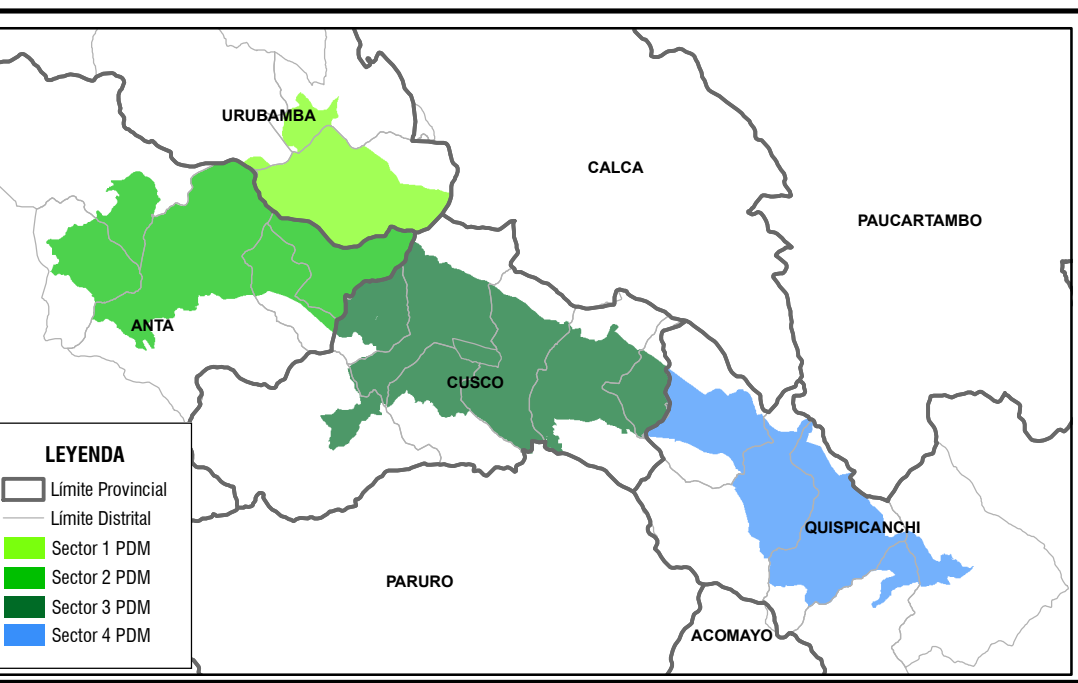 URUBAMBA
CALCA
PAUCARTAMBO
ANTA
CUSCO
QUISPICANCHI
PARURO
ACOMAYO
LEYENDA
Límite Provincial
Límite Distrital
Sector 1 PDM
Sector 2 PDM
Sector 3 PDM
Sector 4 PDM